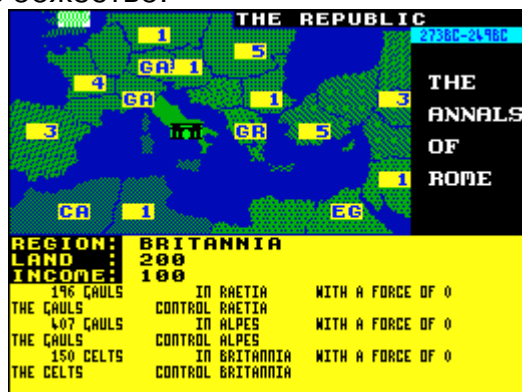 THE REPUBLIC
273BC-249BC
1
5
GA 1
4
GA
1
3
THE
ANNALS
OF
ROME
3
GR
5
1
CA
1
EG
REGION: BRITANNIA
LAND : 200
INCOME: 100
196 GAULS IN RAETIA WITH A FORCE OF 0
THE GAULS CONTROL RAETIA
407 GAULS IN ALPES WITH A FORCE OF 0
THE GAULS CONTROL ALPES
150 CELTS IN BRITANNIA WITH A FORCE OF 0
THE CELTS CONTROL BRITANNIA